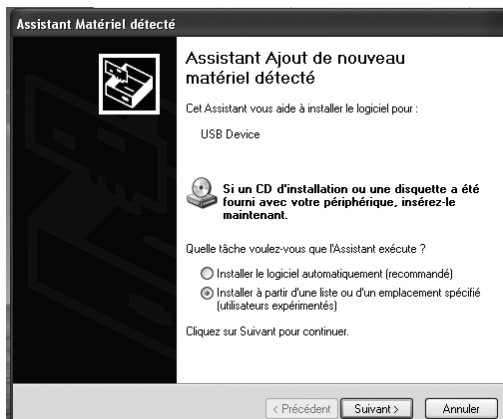 Assistant Matériel détecté
Assistant Ajout de nouveau
matériel détecté
Cet Assistant vous aide à installer le logiciel pour :
USB Device
Si un CD d'installation ou une disquette a été
fourni avec votre périphérique, insérez-le
maintenant.
Quelle tâche voulez-vous que l'Assistant exécute ?
Installer le logiciel automatiquement (recommandé)
Installer à partir d'une liste ou d'un emplacement spécifié
(utilisateurs expérimentés)
Cliquez sur Suivant pour continuer.
< Précédent Suivant > Annuler